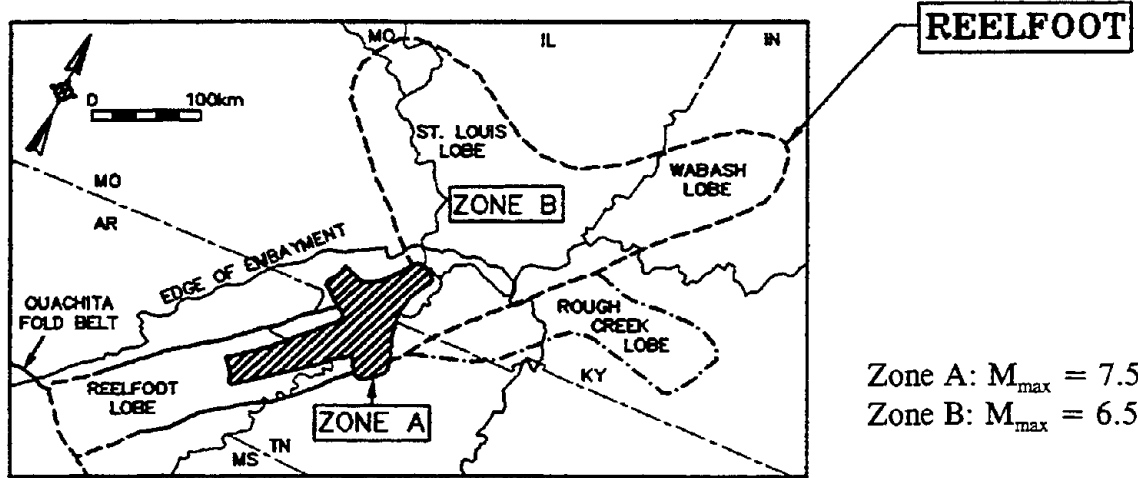 REELFOOT
MO
IL
IN
0 100km
ST. LOUIS
LOBE
WABASH
LOBE
MO
AR
ZONE B
EDGE OF EMBAYMENT
OUACHITA
FOLD BELT
ROUGH
CREEK
LOBE
REELFOOT
LOBE
KY
ZONE A
TN
MS
Zone A: Mmax = 7.5
Zone B: Mmax = 6.5